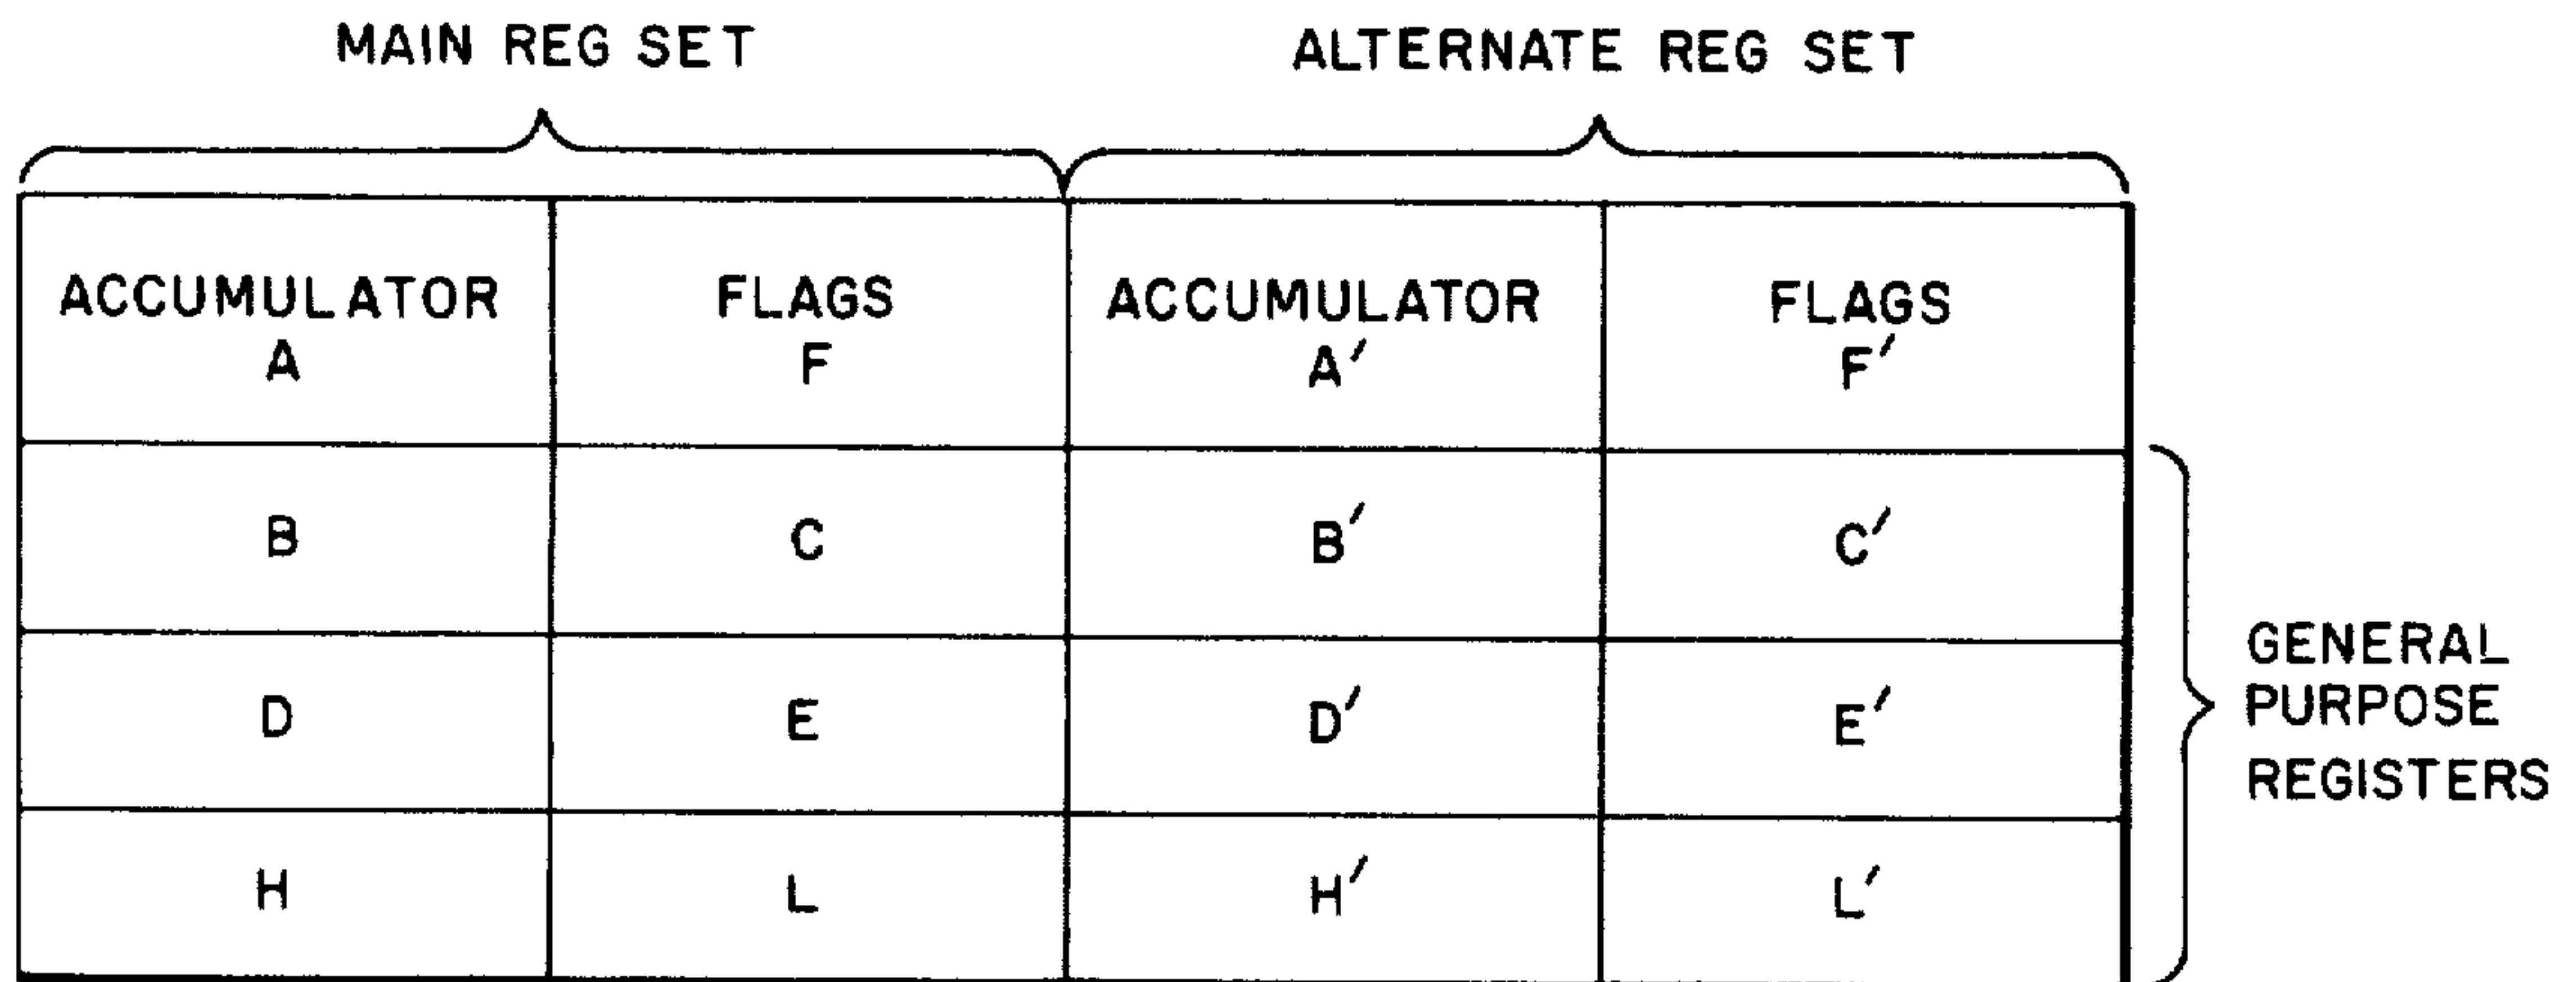 MAIN REG SET
ALTERNATE REG SET
ACCUMULATOR
A
FLAGS
F
ACCUMULATOR
A′
FLAGS
F′
B
C
B′
C′
D
E
D′
E′
H
L
H′
L′
GENERAL
PURPOSE
REGISTERS